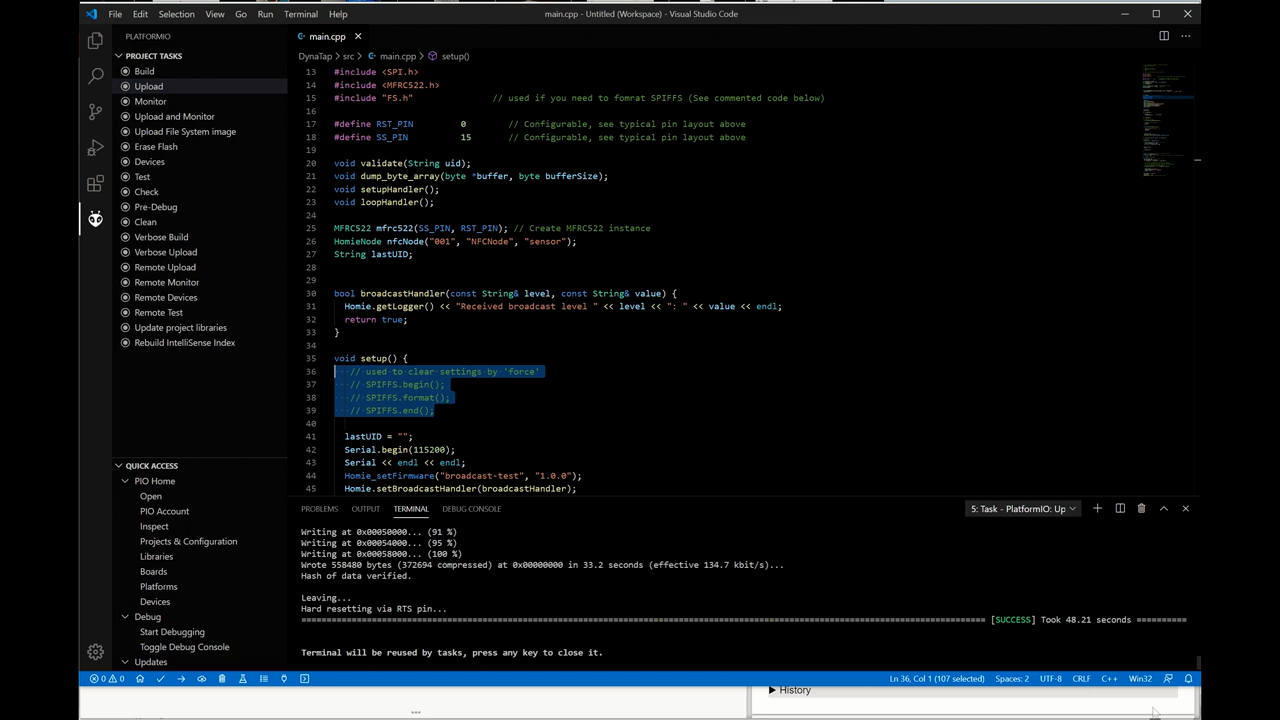 File Edit Selection View Go Run Terminal Help
main.cpp - Untitled (Workspace) - Visual Studio Code
PLATFORMIO
PROJECT TASKS
Build
Upload
Monitor
Upload and Monitor
Upload File System image
Erase Flash
Devices
Test
Check
Pre-Debug
Clean
Verbose Build
Verbose Upload
Remote Upload
Remote Monitor
Remote Devices
Remote Test
Update project libraries
Rebuild IntelliSense Index
QUICK ACCESS
PIO Home
Open
PIO Account
Inspect
Projects & Configuration
Libraries
Boards
Platforms
Devices
Debug
Start Debugging
Toggle Debug Console
Updates
main.cpp
DynaTap > src > main.cpp > setup()
13 #include <SPI.h>
14 #include <MFRC522.h>
15 #include "FS.h" // used if you need to fomrat SPIFFS (See commented code below)
16
17 #define RST_PIN 0 // Configurable, see typical pin layout above
18 #define SS_PIN 15 // Configurable, see typical pin layout above
19
20 void validate(String uid);
21 void dump_byte_array(byte *buffer, byte bufferSize);
22 void setupHandler();
23 void loopHandler();
24
25 MFRC522 mfrc522(SS_PIN, RST_PIN); // Create MFRC522 instance
26 HomieNode nfcNode("001", "NFCNode", "sensor");
27 String lastUID;
28
29
30 bool broadcastHandler(const String& level, const String& value) {
31 Homie.getLogger() << "Received broadcast level " << level << ": " << value << endl;
32 return true;
33 }
34
35 void setup() {
36 // used to clear settings by 'force'
37 // SPIFFS.begin();
38 // SPIFFS.format();
39 // SPIFFS.end();
40
41 lastUID = "";
42 Serial.begin(115200);
43 Serial << endl << endl;
44 Homie_setFirmware("broadcast-test", "1.0.0");
45 Homie.setBroadcastHandler(broadcastHandler);
PROBLEMS OUTPUT TERMINAL DEBUG CONSOLE
5: Task - PlatformIO: Up
Writing at 0x00050000... (91 %)
Writing at 0x00054000... (95 %)
Writing at 0x00058000... (100 %)
Wrote 558480 bytes (372694 compressed) at 0x00000000 in 33.2 seconds (effective 134.7 kbit/s)...
Hash of data verified.
Leaving...
Hard resetting via RTS pin...
[SUCCESS] Took 48.21 seconds
Terminal will be reused by tasks, press any key to close it.
0 0
Ln 36, Col 1 (107 selected) Spaces: 2 UTF-8 CRLF C++ Win32
History